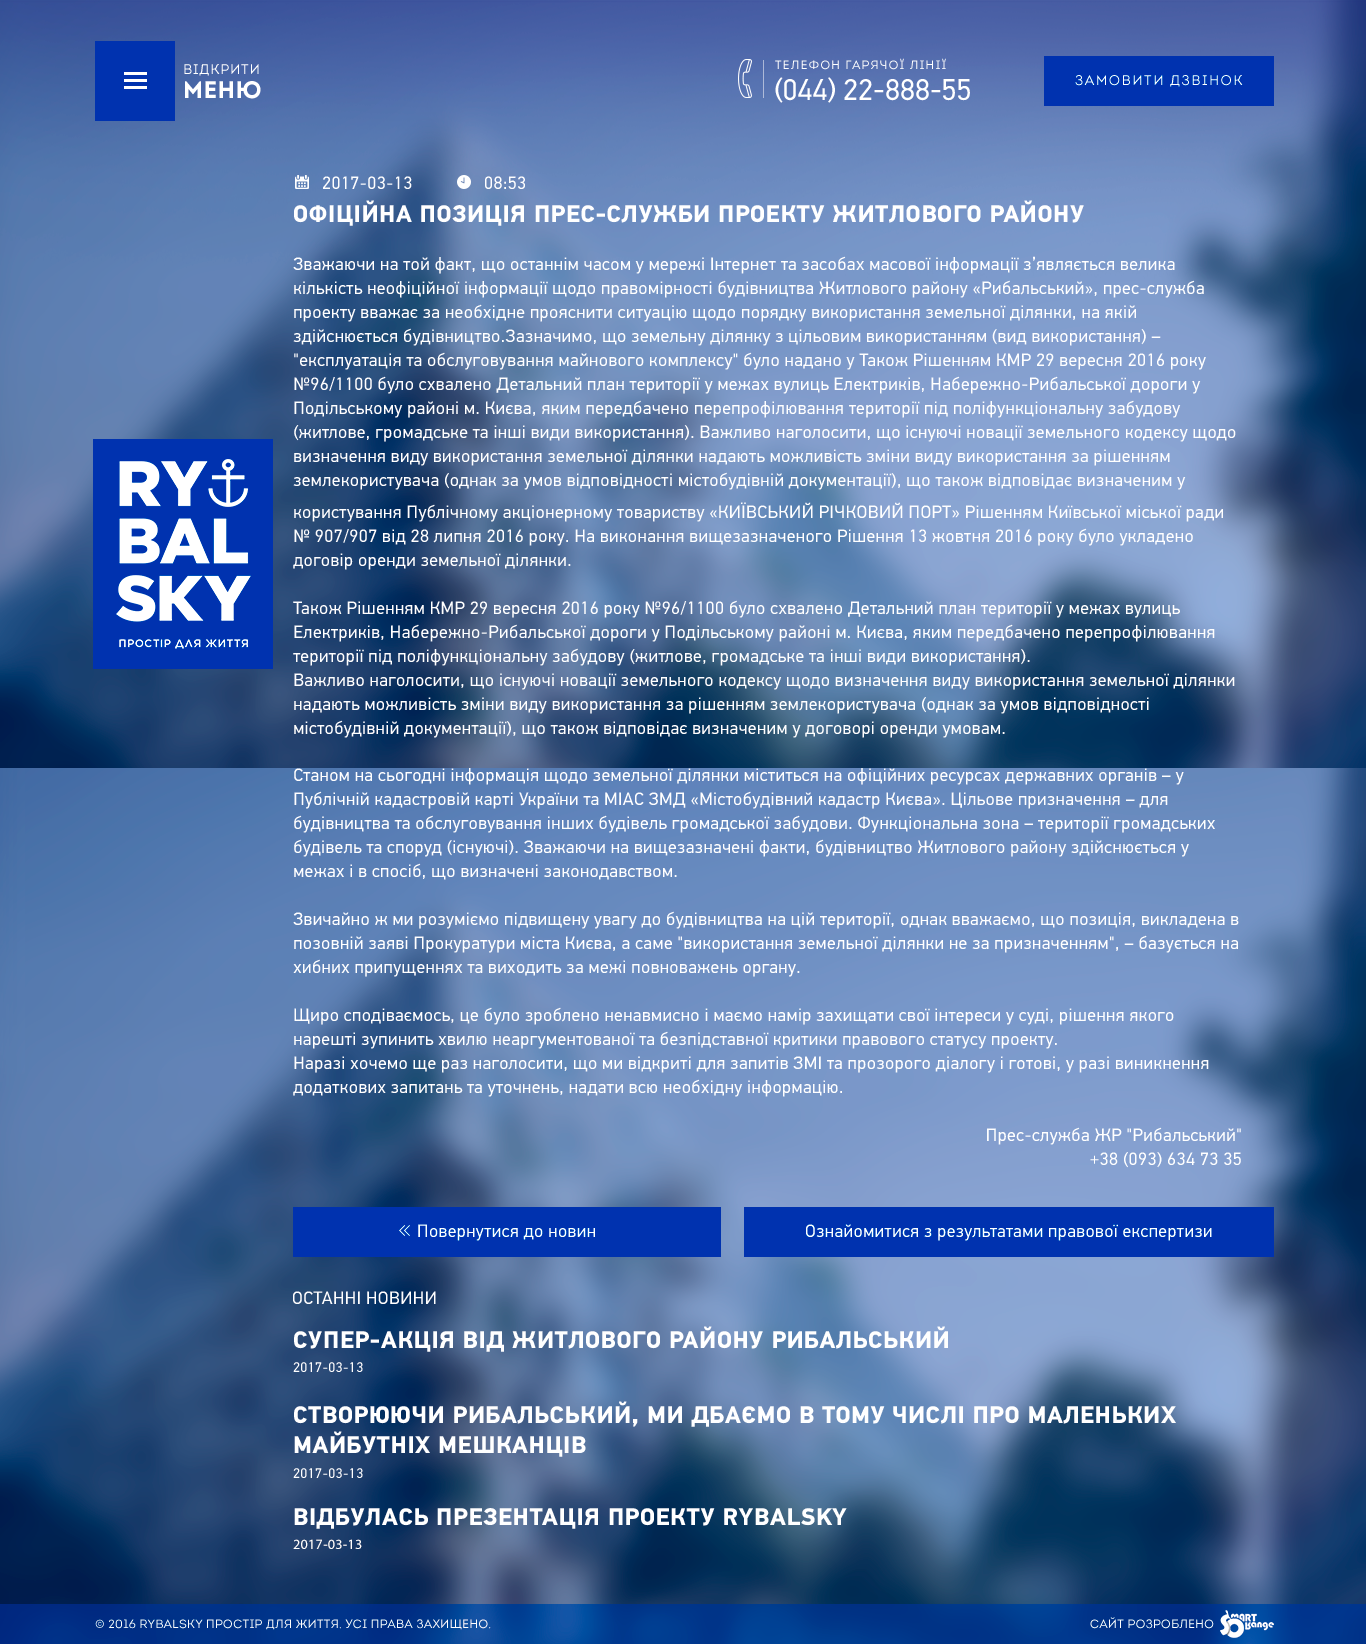 ВІДКРИТИ
МЕНЮ
ТЕЛЕФОН ГАРЯЧОЇ ЛІНІЇ
(044) 22-888-55
ЗАМОВИТИ ДЗВІНОК
2017-03-13 08:53
ОФІЦІЙНА ПОЗИЦІЯ ПРЕС-СЛУЖБИ ПРОЕКТУ ЖИТЛОВОГО РАЙОНУ
Зважаючи на той факт, що останнім часом у мережі Інтернет та засобах масової інформації з’являється велика
кількість неофіційної інформації щодо правомірності будівництва Житлового району «Рибальський», прес-служба
проекту вважає за необхідне прояснити ситуацію щодо порядку використання земельної ділянки, на якій
здійснюється будівництво.Зазначимо, що земельну ділянку з цільовим використанням (вид використання) –
"експлуатація та обслуговування майнового комплексу" було надано у Також Рішенням КМР 29 вересня 2016 року
№96/1100 було схвалено Детальний план території у межах вулиць Електриків, Набережно-Рибальської дороги у
Подільському районі м. Києва, яким передбачено перепрофілювання території під поліфункціональну забудову
(житлове, громадське та інші види використання). Важливо наголосити, що існуючі новації земельного кодексу щодо
визначення виду використання земельної ділянки надають можливість зміни виду використання за рішенням
землекористувача (однак за умов відповідності містобудівній документації), що також відповідає визначеним у
користування Публічному акціонерному товариству «КИЇВСЬКИЙ РІЧКОВИЙ ПОРТ» Рішенням Київської міської ради
№ 907/907 від 28 липня 2016 року. На виконання вищезазначеного Рішення 13 жовтня 2016 року було укладено
договір оренди земельної ділянки.
Також Рішенням КМР 29 вересня 2016 року №96/1100 було схвалено Детальний план території у межах вулиць
Електриків, Набережно-Рибальської дороги у Подільському районі м. Києва, яким передбачено перепрофілювання
території під поліфункціональну забудову (житлове, громадське та інші види використання).
Важливо наголосити, що існуючі новації земельного кодексу щодо визначення виду використання земельної ділянки
надають можливість зміни виду використання за рішенням землекористувача (однак за умов відповідності
містобудівній документації), що також відповідає визначеним у договорі оренди умовам.
RY
BAL
SKY
ПРОСТІР ДЛЯ ЖИТТЯ
Станом на сьогодні інформація щодо земельної ділянки міститься на офіційних ресурсах державних органів – у
Публічній кадастровій карті України та МІАС ЗМД «Містобудівний кадастр Києва». Цільове призначення – для
будівництва та обслуговування інших будівель громадської забудови. Функціональна зона – території громадських
будівель та споруд (існуючі). Зважаючи на вищезазначені факти, будівництво Житлового району здійснюється у
межах і в спосіб, що визначені законодавством.
Звичайно ж ми розуміємо підвищену увагу до будівництва на цій території, однак вважаємо, що позиція, викладена в
позовній заяві Прокуратури міста Києва, а саме "використання земельної ділянки не за призначенням", – базується на
хибних припущеннях та виходить за межі повноважень органу.
Щиро сподіваємось, це було зроблено ненавмисно і маємо намір захищати свої інтереси у суді, рішення якого
нарешті зупинить хвилю неаргументованої та безпідставної критики правового статусу проекту.
Наразі хочемо ще раз наголосити, що ми відкриті для запитів ЗМІ та прозорого діалогу і готові, у разі виникнення
додаткових запитань та уточнень, надати всю необхідну інформацію.
Прес-служба ЖР "Рибальський"
+38 (093) 634 73 35
« Повернутися до новин
Ознайомитися з результатами правової експертизи
ОСТАННІ НОВИНИ
СУПЕР-АКЦІЯ ВІД ЖИТЛОВОГО РАЙОНУ РИБАЛЬСЬКИЙ
2017-03-13
СТВОРЮЮЧИ РИБАЛЬСЬКИЙ, МИ ДБАЄМО В ТОМУ ЧИСЛІ ПРО МАЛЕНЬКИХ
МАЙБУТНІХ МЕШКАНЦІВ
2017-03-13
ВІДБУЛАСЬ ПРЕЗЕНТАЦІЯ ПРОЕКТУ RYBALSKY
2017-03-13
© 2016 RYBALSKY ПРОСТІР ДЛЯ ЖИТТЯ. УСІ ПРАВА ЗАХИЩЕНО.
САЙТ РОЗРОБЛЕНО SMART Orange